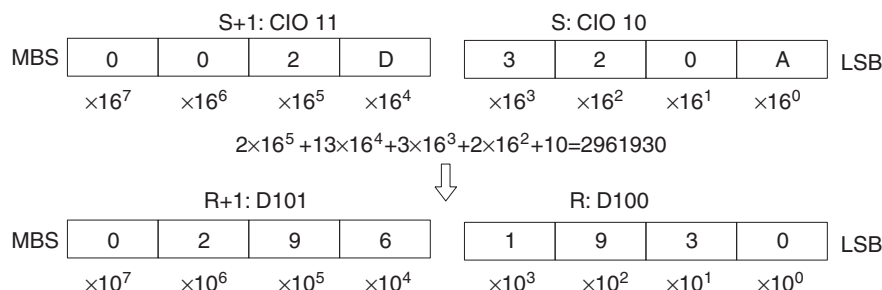 S+1: CIO 11 S: CIO 10
MBS 0 0 2 D 3 2 0 A LSB
×16⁷ ×16⁶ ×16⁵ ×16⁴ ×16³ ×16² ×16¹ ×16⁰
2×16⁵ +13×16⁴+3×16³+2×16²+10=2961930
R+1: D101 R: D100
MBS 0 2 9 6 1 9 3 0 LSB
×10⁷ ×10⁶ ×10⁵ ×10⁴ ×10³ ×10² ×10¹ ×10⁰